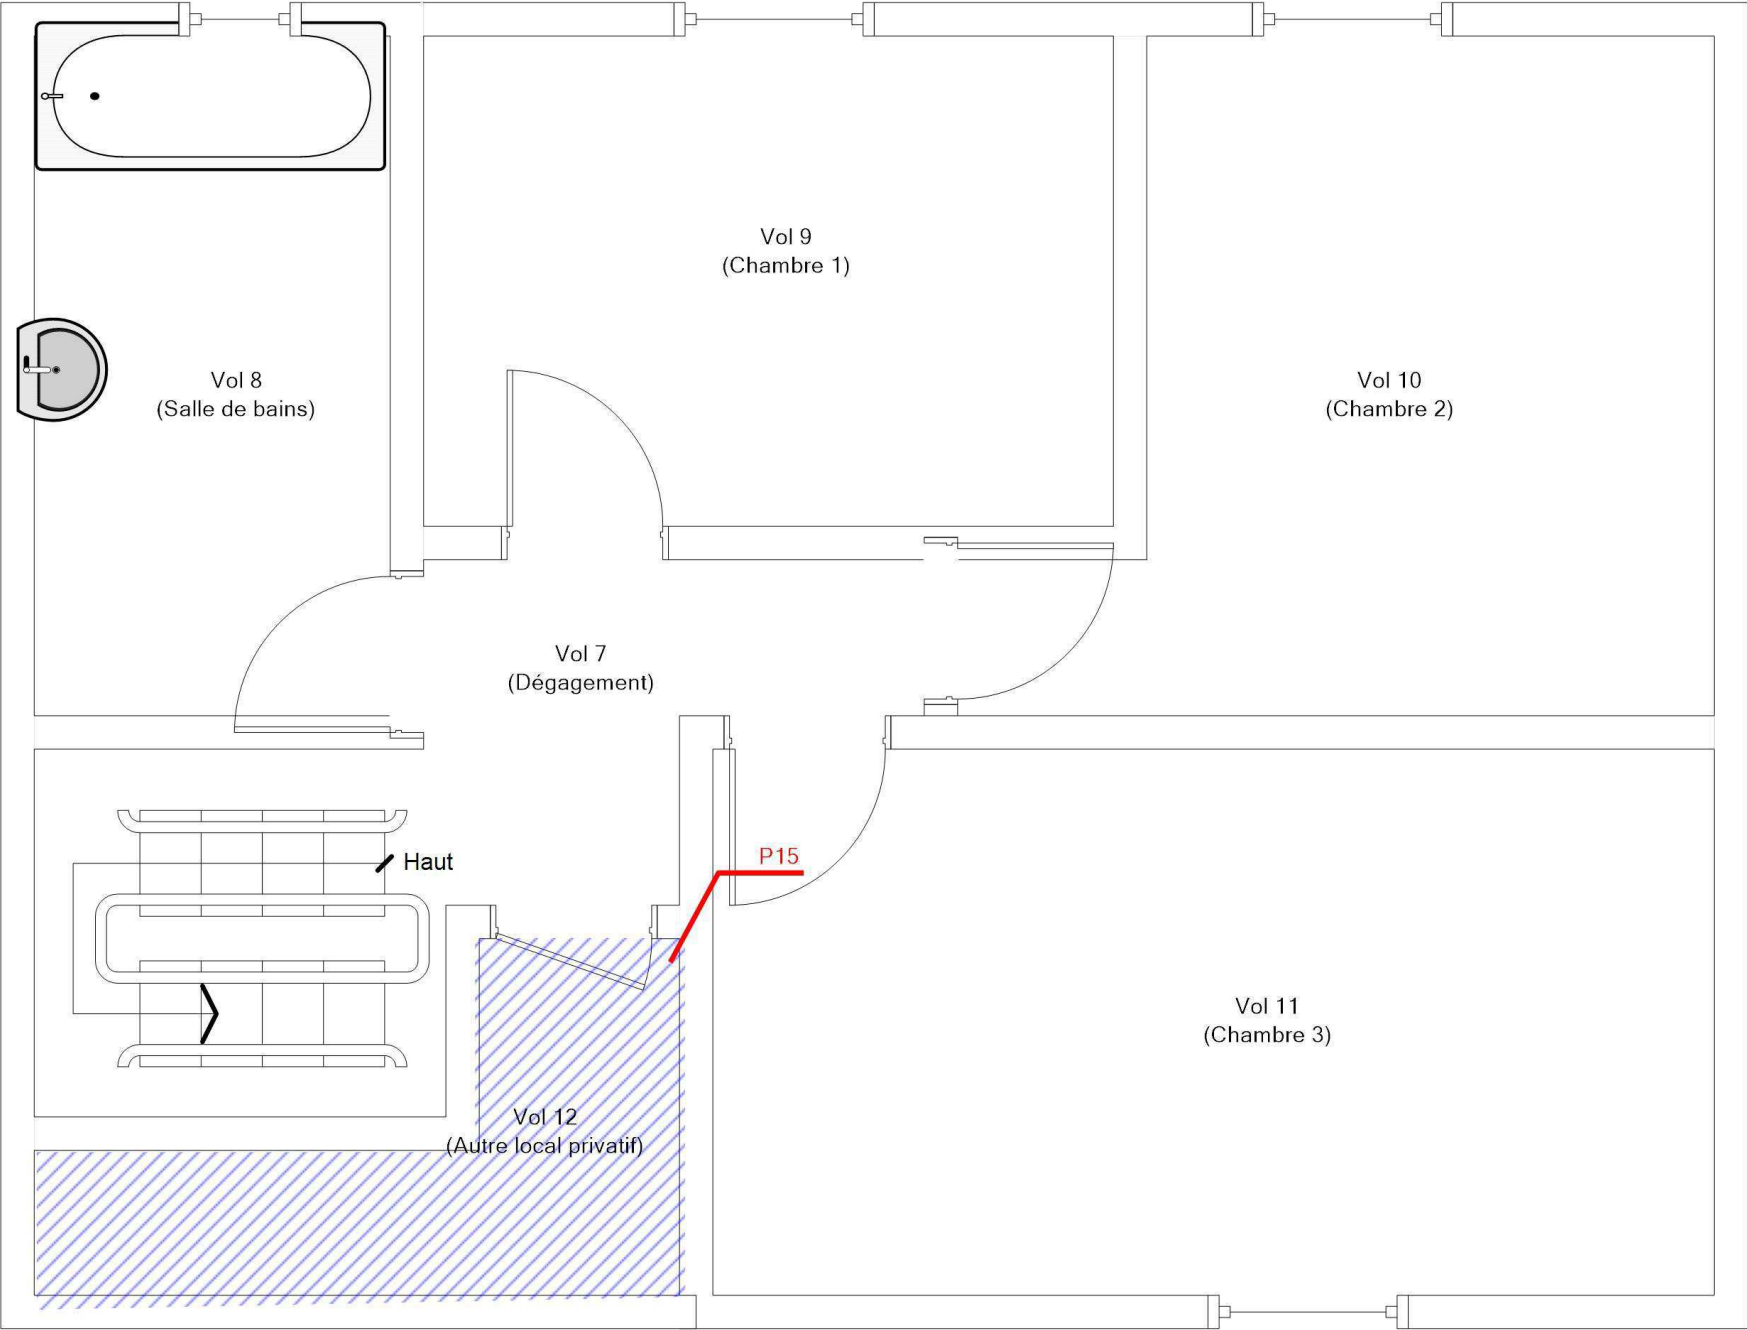 Vol 9
(Chambre 1)
Vol 8
(Salle de bains)
Vol 10
(Chambre 2)
Vol 7
(Dégagement)
Haut
P15
Vol 11
(Chambre 3)
Vol 12
(Autre local privatif)